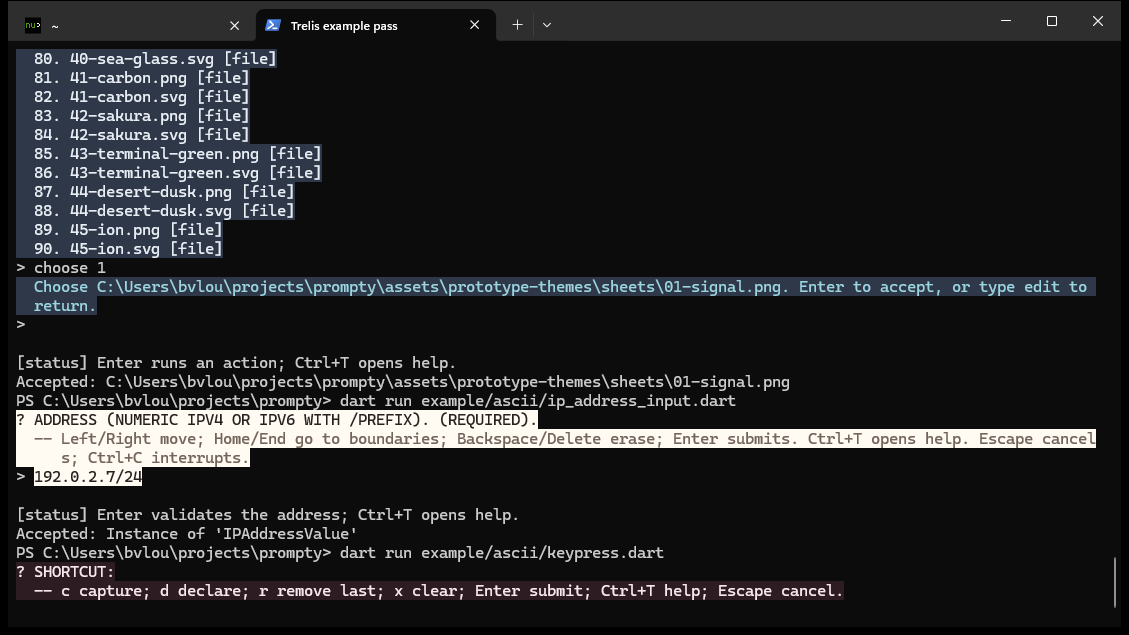 nu> ~
Trelis example pass
80. 40-sea-glass.svg [file]
81. 41-carbon.png [file]
82. 41-carbon.svg [file]
83. 42-sakura.png [file]
84. 42-sakura.svg [file]
85. 43-terminal-green.png [file]
86. 43-terminal-green.svg [file]
87. 44-desert-dusk.png [file]
88. 44-desert-dusk.svg [file]
89. 45-ion.png [file]
90. 45-ion.svg [file]
> choose 1
Choose C:\Users\bvlou\projects\prompty\assets\prototype-themes\sheets\01-signal.png. Enter to accept, or type edit to
return.
>
[status] Enter runs an action; Ctrl+T opens help.
Accepted: C:\Users\bvlou\projects\prompty\assets\prototype-themes\sheets\01-signal.png
PS C:\Users\bvlou\projects\prompty> dart run example/ascii/ip_address_input.dart
? ADDRESS (NUMERIC IPV4 OR IPV6 WITH /PREFIX). (REQUIRED).
-- Left/Right move; Home/End go to boundaries; Backspace/Delete erase; Enter submits. Ctrl+T opens help. Escape cancel
s; Ctrl+C interrupts.
> 192.0.2.7/24
[status] Enter validates the address; Ctrl+T opens help.
Accepted: Instance of 'IPAddressValue'
PS C:\Users\bvlou\projects\prompty> dart run example/ascii/keypress.dart
? SHORTCUT:
-- c capture; d declare; r remove last; x clear; Enter submit; Ctrl+T help; Escape cancel.